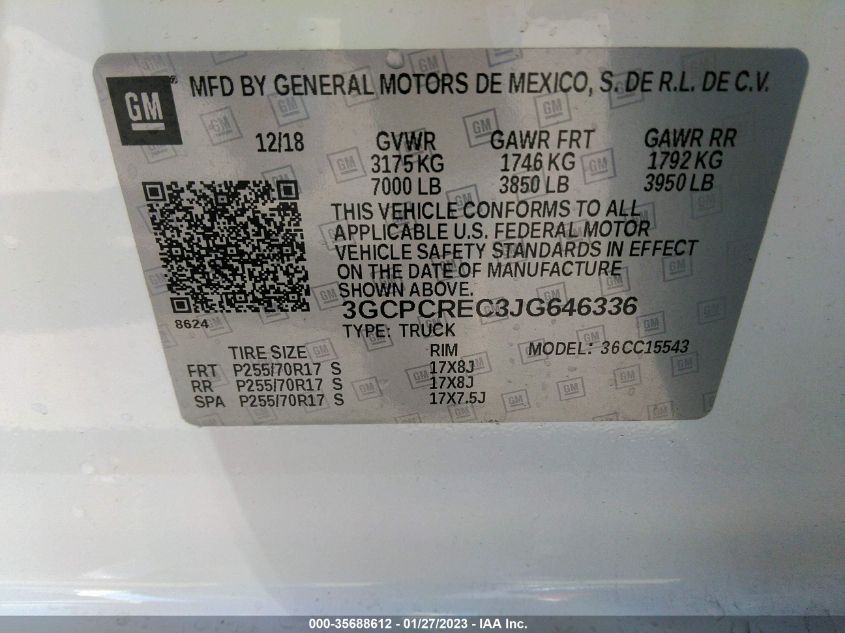 GM MFD BY GENERAL MOTORS DE MEXICO, S. DE R.L. DE C.V.
12/18 GVWR GAWR FRT GAWR RR
3175 KG 1746 KG 1792 KG
7000 LB 3850 LB 3950 LB
THIS VEHICLE CONFORMS TO ALL
APPLICABLE U.S. FEDERAL MOTOR
VEHICLE SAFETY STANDARDS IN EFFECT
ON THE DATE OF MANUFACTURE
SHOWN ABOVE.
3GCPCREC3JG646336
8624
TYPE: TRUCK
TIRE SIZE RIM MODEL: 36CC15543
FRT P255/70R17 S 17X8J
RR P255/70R17 S 17X8J
SPA P255/70R17 S 17X7.5J
000-35688612 - 01/27/2023 - IAA Inc.